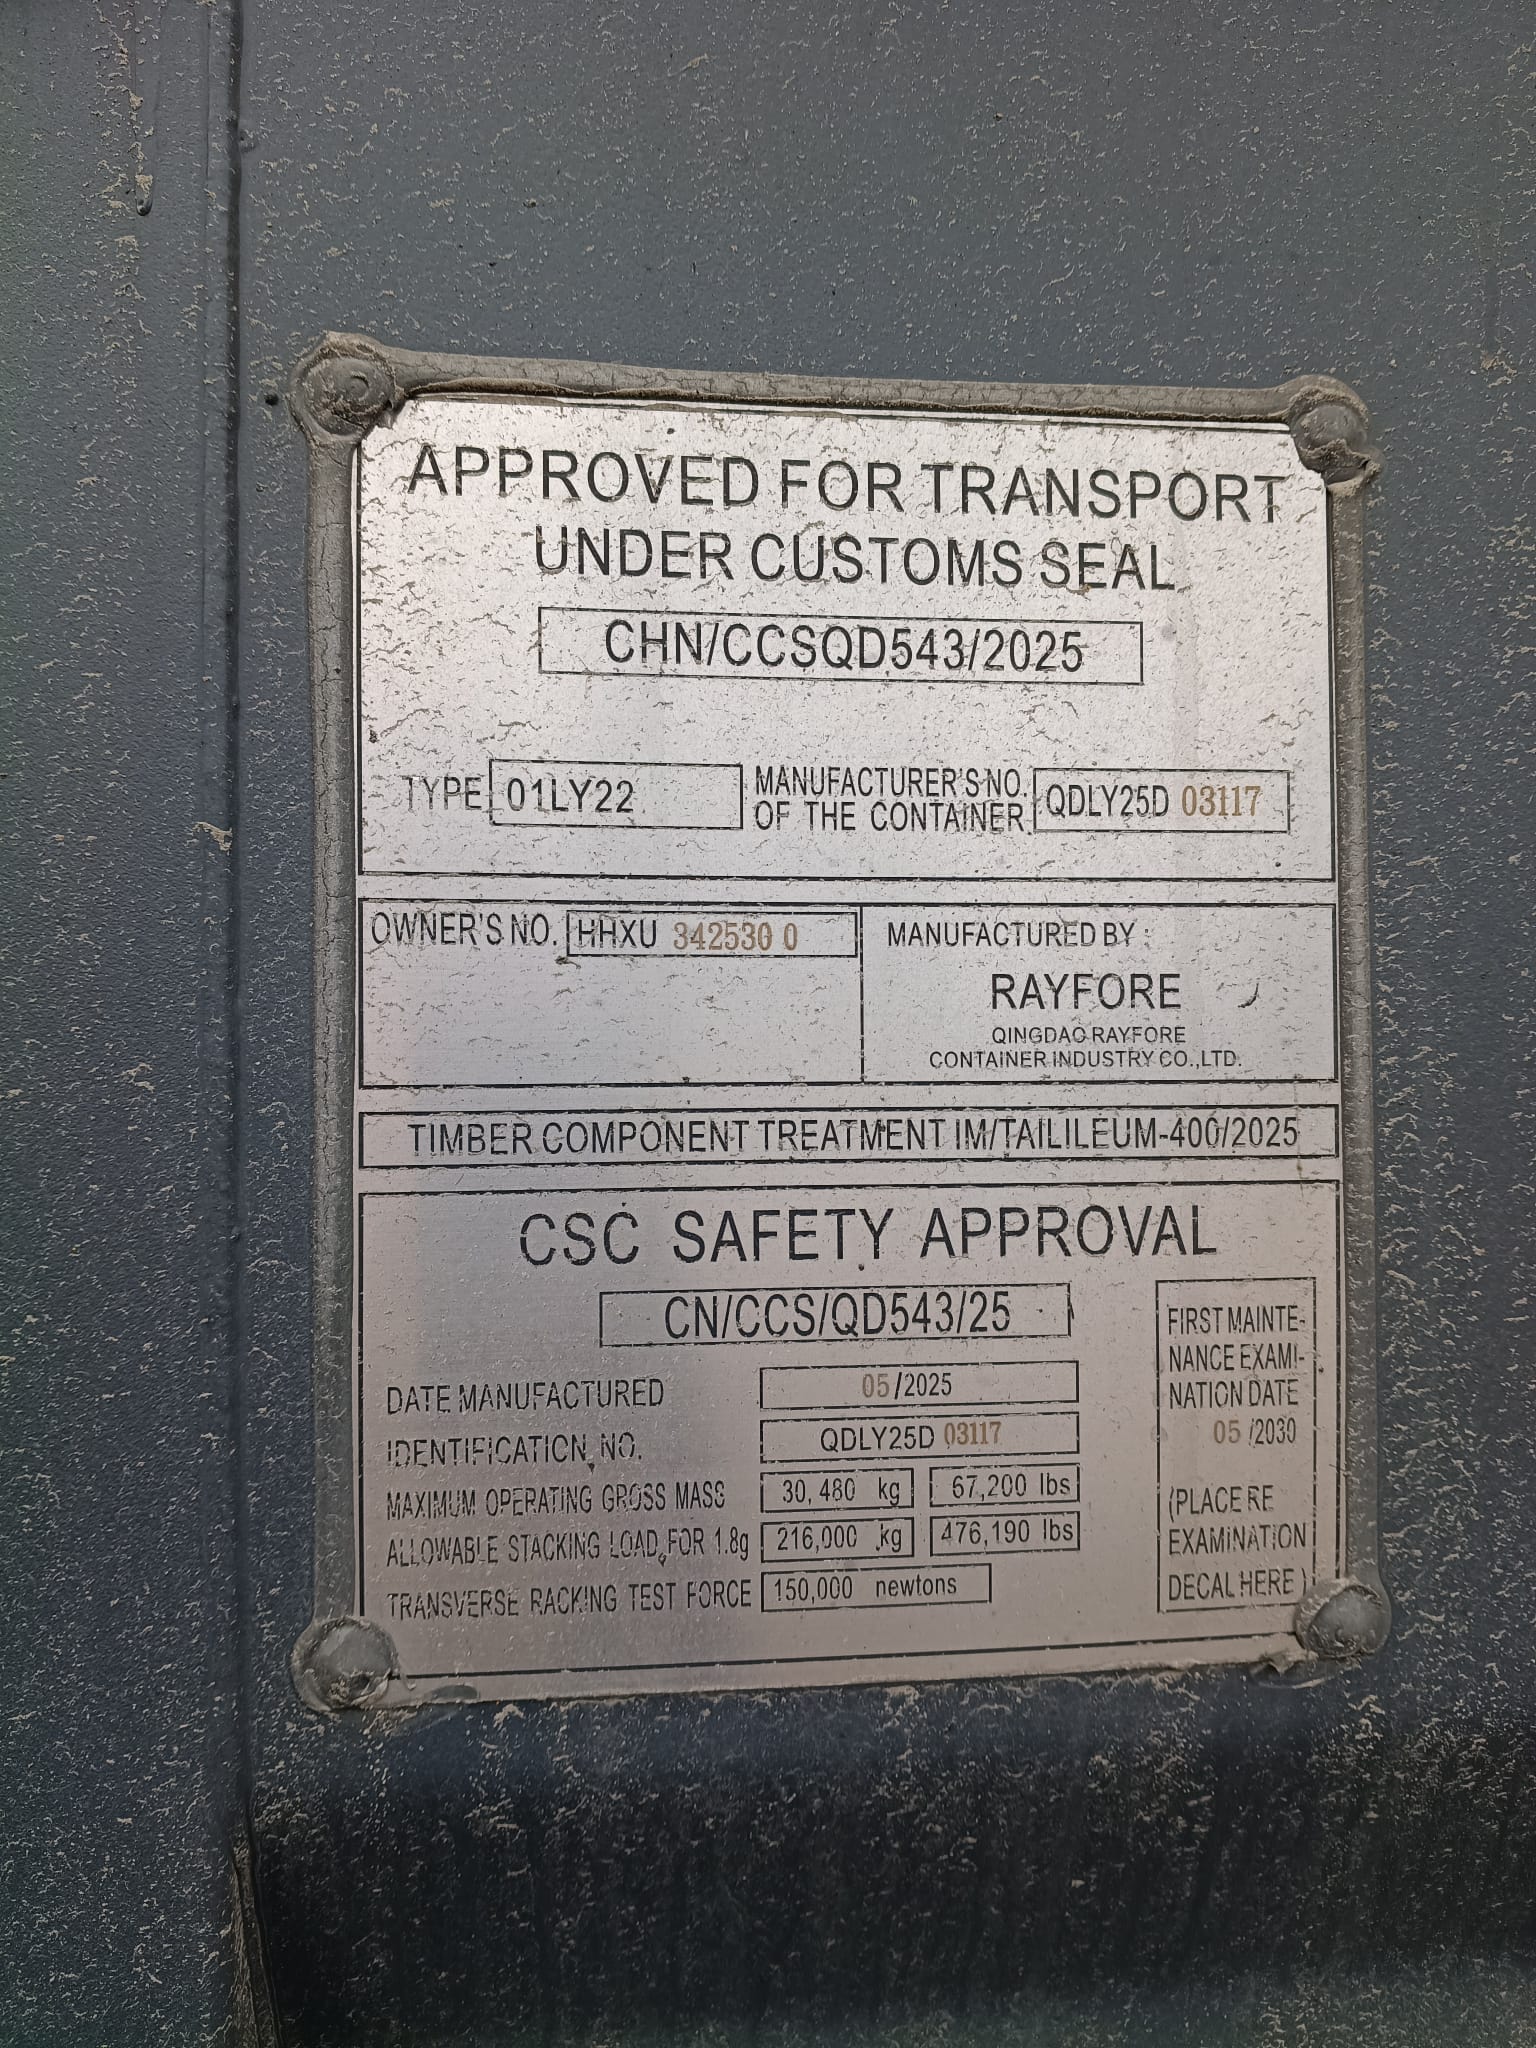 APPROVED FOR TRANSPORT
UNDER CUSTOMS SEAL
CHN/CCSQD543/2025
TYPE 01LY22 MANUFACTURER'S NO. OF THE CONTAINER QDLY25D 03117
OWNER'S NO. HHXU 342530 0
MANUFACTURED BY :
RAYFORE
QINGDAO RAYFORE
CONTAINER INDUSTRY CO.,LTD.
TIMBER COMPONENT TREATMENT IM/TAILILEUM-400/2025
CSC SAFETY APPROVAL
CN/CCS/QD543/25
DATE MANUFACTURED 05/2025
IDENTIFICATION NO. QDLY25D 03117
MAXIMUM OPERATING GROSS MASS 30,480 kg 67,200 lbs
ALLOWABLE STACKING LOAD FOR 1.8g 216,000 kg 476,190 lbs
TRANSVERSE RACKING TEST FORCE 150,000 newtons
FIRST MAINTE-
NANCE EXAMI-
NATION DATE
05 /2030
(PLACE RE
EXAMINATION
DECAL HERE )